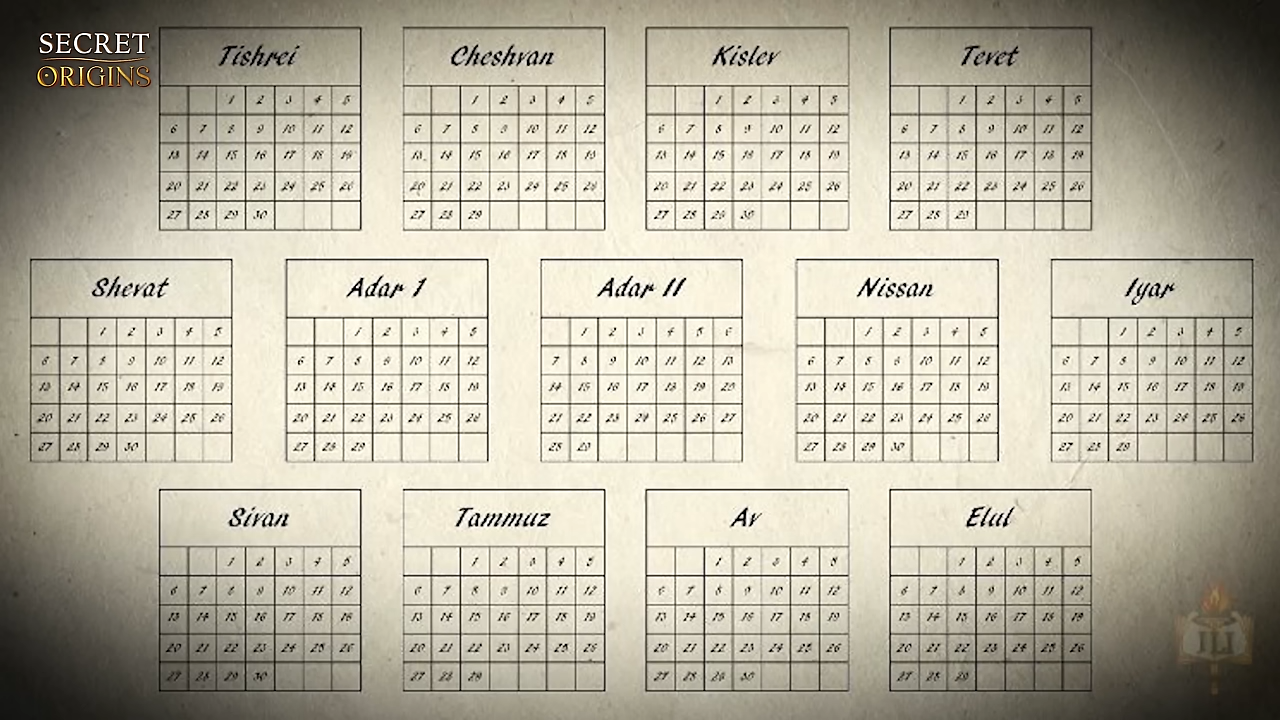 SECRET
ORIGINS
Tishrei
1 2 3 4 5
6 7 8 9 10 11 12
13 14 15 16 17 18 19
20 21 22 23 24 25 26
27 28 29 30
Cheshvan
1 2 3 4 5
6 7 8 9 10 11 12
13 14 15 16 17 18 19
20 21 22 23 24 25 26
27 28 29
Kislev
1 2 3 4 5
6 7 8 9 10 11 12
13 14 15 16 17 18 19
20 21 22 23 24 25 26
27 28 29 30
Tevet
1 2 3 4 5
6 7 8 9 10 11 12
13 14 15 16 17 18 19
20 21 22 23 24 25 26
27 28 29
Shevat
1 2 3 4 5
6 7 8 9 10 11 12
13 14 15 16 17 18 19
20 21 22 23 24 25 26
27 28 29 30
Adar I
1 2 3 4 5
6 7 8 9 10 11 12
13 14 15 16 17 18 19
20 21 22 23 24 25 26
27 28 29
Adar II
1 2 3 4 5 6
7 8 9 10 11 12 13
14 15 16 17 18 19 20
21 22 23 24 25 26 27
28 29
Nissan
1 2 3 4 5
6 7 8 9 10 11 12
13 14 15 16 17 18 19
20 21 22 23 24 25 26
27 28 29 30
Iyar
1 2 3 4 5
6 7 8 9 10 11 12
13 14 15 16 17 18 19
20 21 22 23 24 25 26
27 28 29
Sivan
1 2 3 4 5
6 7 8 9 10 11 12
13 14 15 16 17 18 19
20 21 22 23 24 25 26
27 28 29 30
Tammuz
1 2 3 4 5
6 7 8 9 10 11 12
13 14 15 16 17 18 19
20 21 22 23 24 25 26
27 28 29
Av
1 2 3 4 5
6 7 8 9 10 11 12
13 14 15 16 17 18 19
20 21 22 23 24 25 26
27 28 29 30
Elul
1 2 3 4 5
6 7 8 9 10 11 12
13 14 15 16 17 18 19
20 21 22 23 24 25 26
27 28 29
JLI